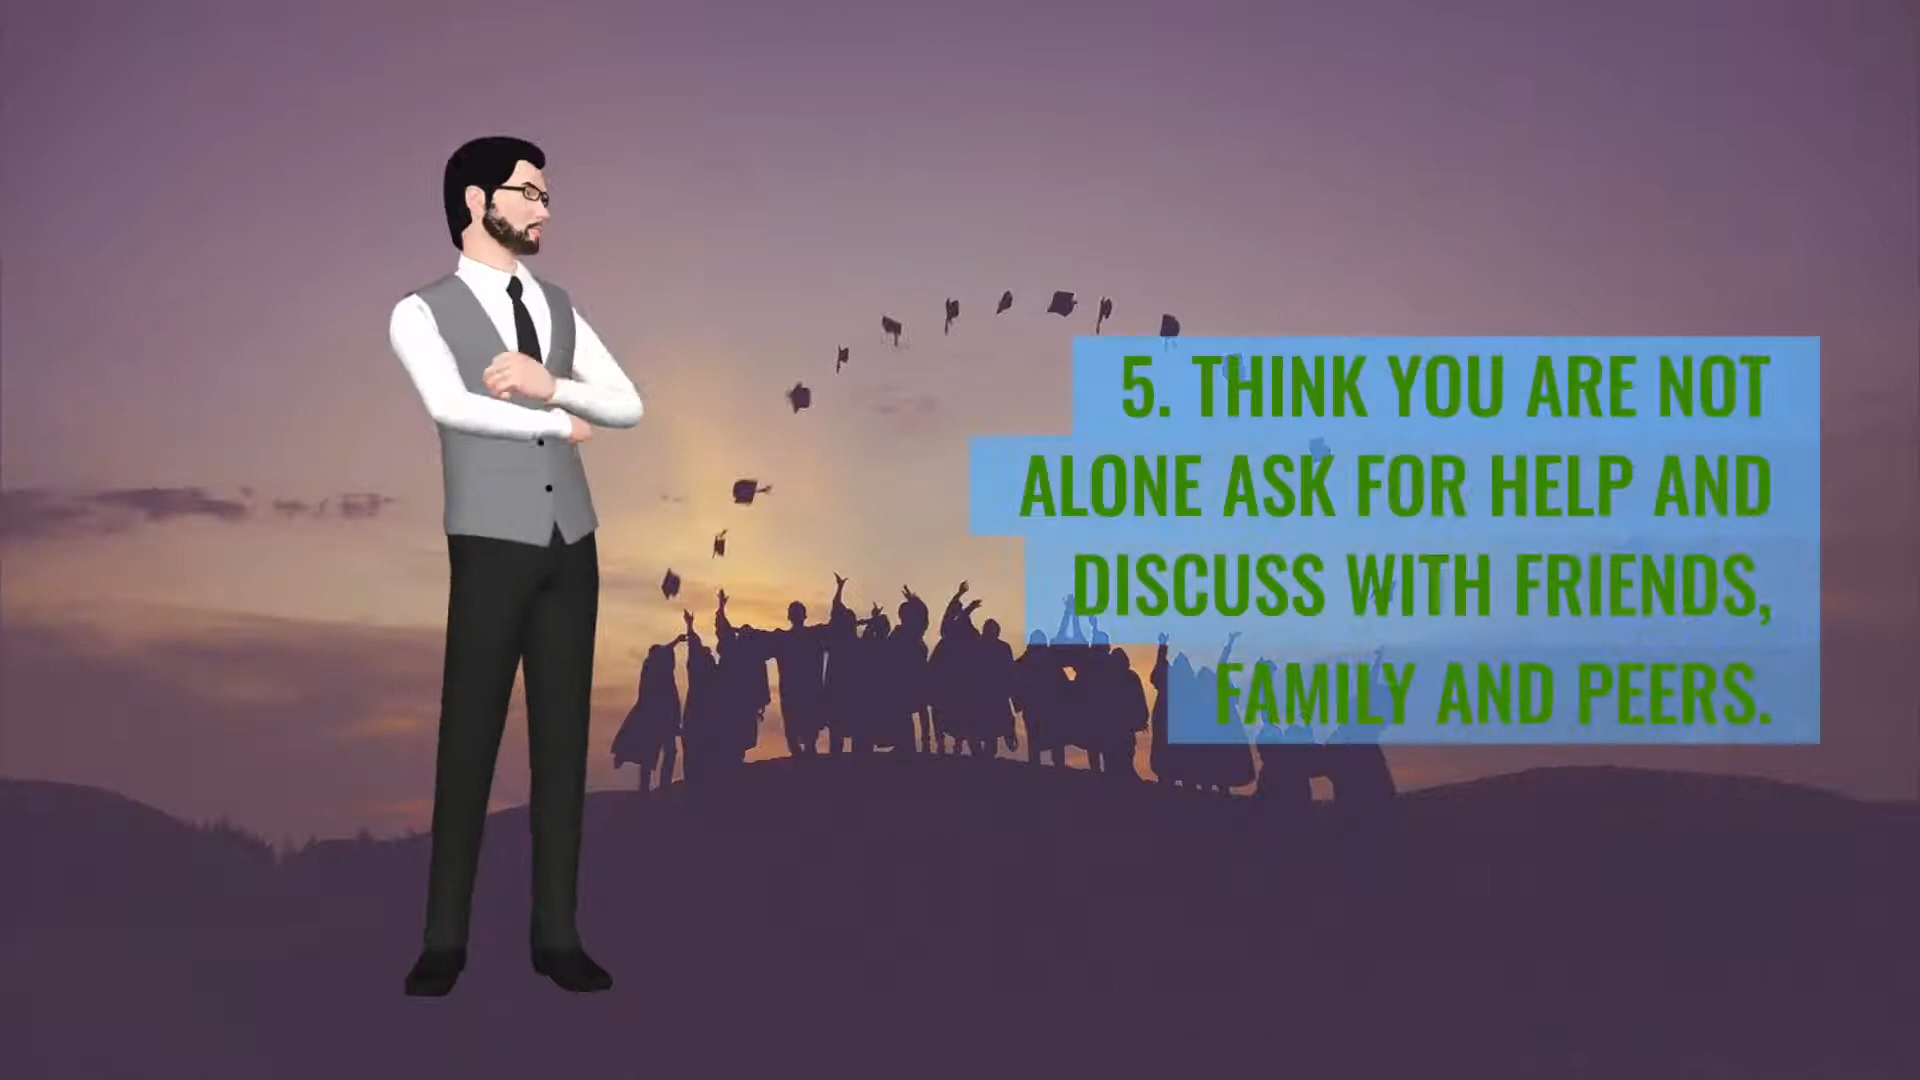 5. THINK YOU ARE NOT
ALONE ASK FOR HELP AND
DISCUSS WITH FRIENDS,
FAMILY AND PEERS.